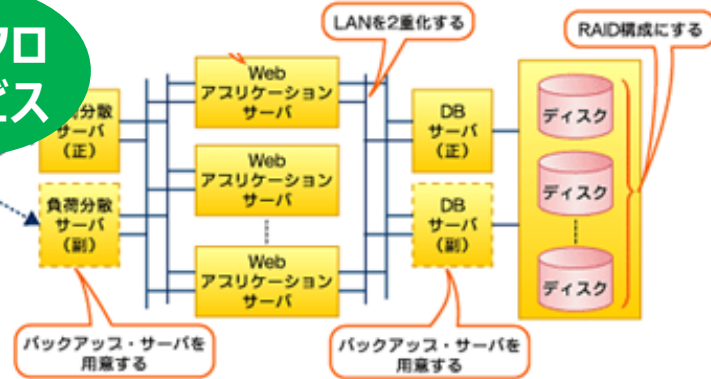 フロ
ビス
LANを2重化する
RAID構成にする
荷分散
サーバ
(正)
Web
アプリケーション
サーバ
DB
サーバ
(正)
ディスク
Web
アプリケーション
サーバ
ディスク
負荷分散
サーバ
(副)
DB
サーバ
(副)
Web
アプリケーション
サーバ
ディスク
バックアップ・サーバを
用意する
バックアップ・サーバを
用意する